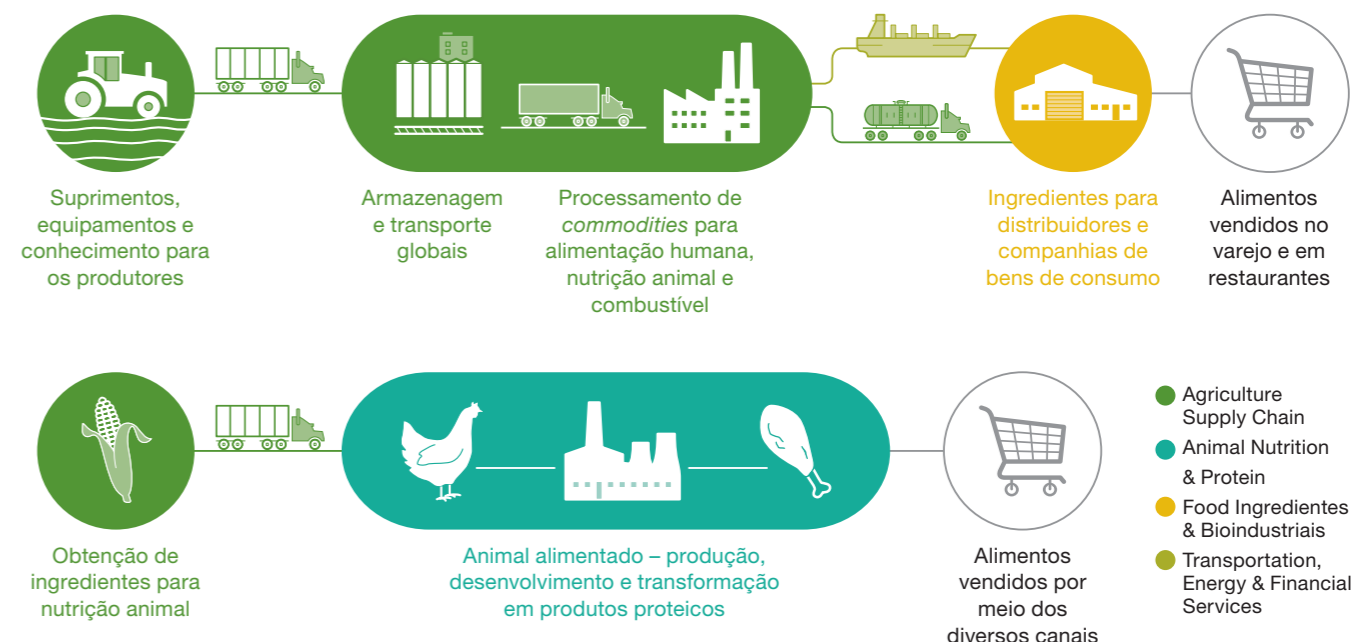 Suprimentos,
equipamentos e
conhecimento para
os produtores
Armazenagem
e transporte
globais
Processamento de
commodities para
alimentação humana,
nutrição animal e
combustível
Ingredientes para
distribuidores e
companhias de
bens de consumo
Alimentos
vendidos no
varejo e em
restaurantes
Obtenção de
ingredientes para
nutrição animal
Animal alimentado – produção,
desenvolvimento e transformação
em produtos proteicos
Alimentos
vendidos por
meio dos
diversos canais
Agriculture
Supply Chain
Animal Nutrition
& Protein
Food Ingredientes
& Bioindustriais
Transportation,
Energy & Financial
Services